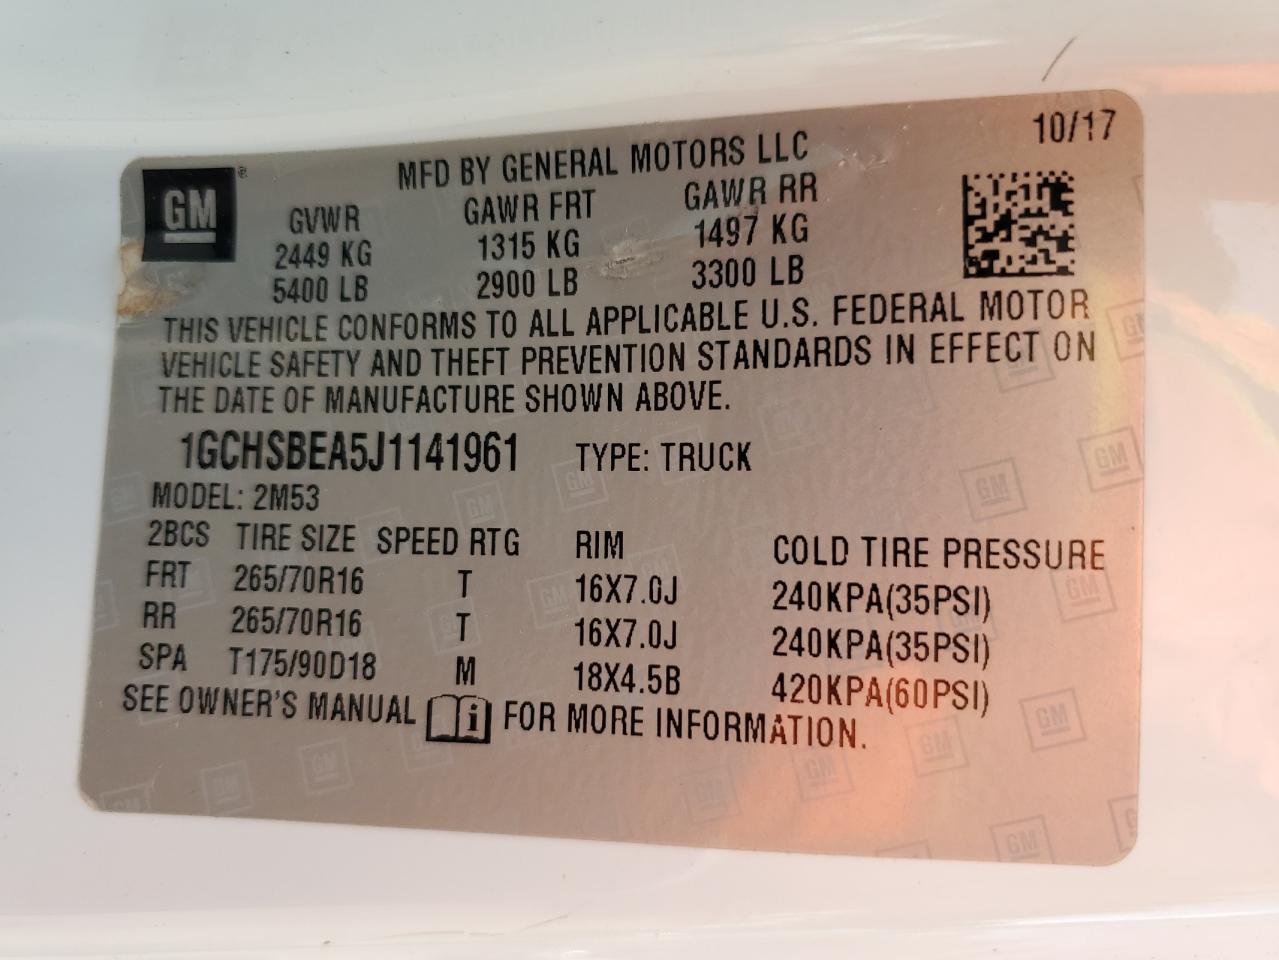 10/17
MFD BY GENERAL MOTORS LLC
GM®
GVWR GAWR FRT GAWR RR
2449 KG 1315 KG 1497 KG
5400 LB 2900 LB 3300 LB
THIS VEHICLE CONFORMS TO ALL APPLICABLE U.S. FEDERAL MOTOR
VEHICLE SAFETY AND THEFT PREVENTION STANDARDS IN EFFECT ON
THE DATE OF MANUFACTURE SHOWN ABOVE.
1GCHSBEA5J1141961 TYPE: TRUCK
MODEL: 2M53
2BCS TIRE SIZE SPEED RTG RIM COLD TIRE PRESSURE
FRT 265/70R16 T 16X7.0J 240KPA(35PSI)
RR 265/70R16 T 16X7.0J 240KPA(35PSI)
SPA T175/90D18 M 18X4.5B 420KPA(60PSI)
SEE OWNER'S MANUAL i FOR MORE INFORMATION.